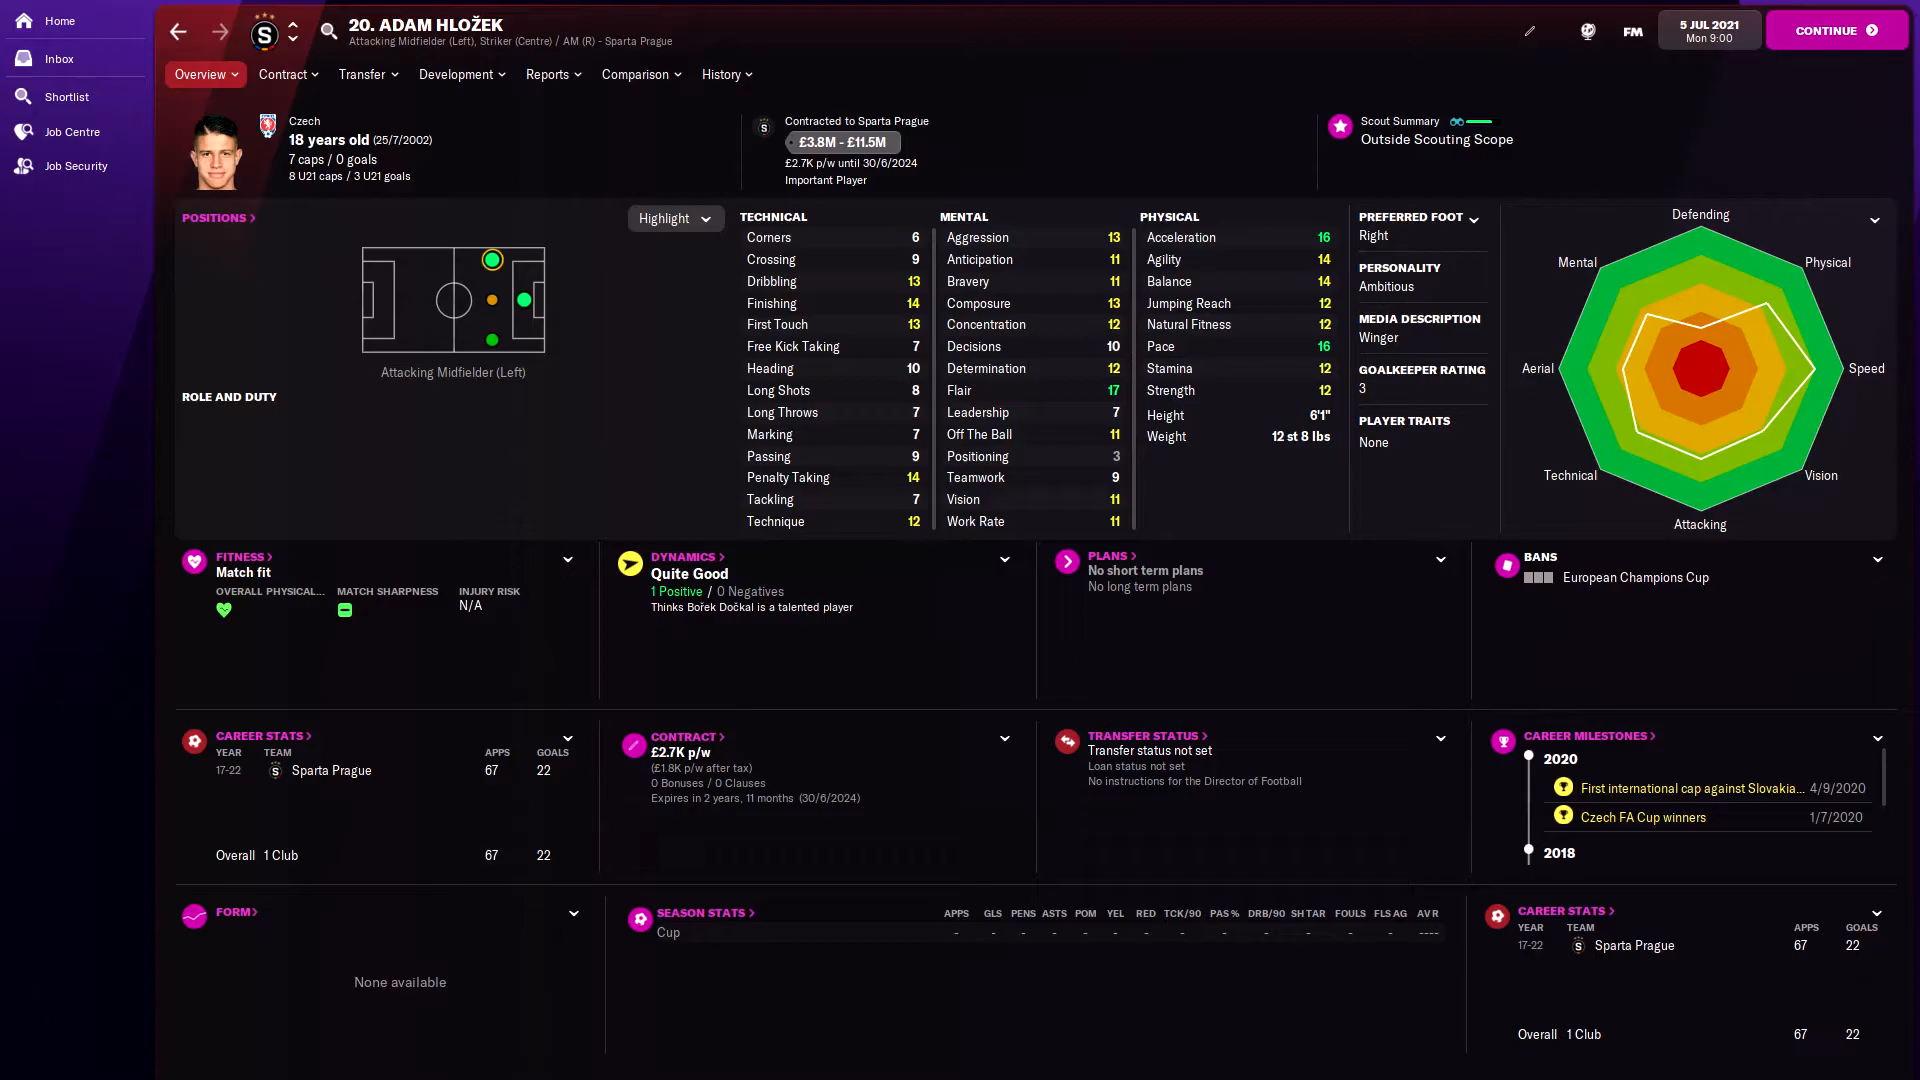 Home
Inbox
Shortlist
Job Centre
Job Security
20. ADAM HLOŽEK
Attacking Midfielder (Left), Striker (Centre) / AM (R) - Sparta Prague
FM
5 JUL 2021
Mon 9:00
CONTINUE
Overview
Contract
Transfer
Development
Reports
Comparison
History
Czech
18 years old (25/7/2002)
7 caps / 0 goals
8 U21 caps / 3 U21 goals
Contracted to Sparta Prague
£3.8M - £11.5M
£2.7K p/w until 30/6/2024
Important Player
Scout Summary
Outside Scouting Scope
POSITIONS
Highlight
Attacking Midfielder (Left)
ROLE AND DUTY
TECHNICAL
Corners 6
Crossing 9
Dribbling 13
Finishing 14
First Touch 13
Free Kick Taking 7
Heading 10
Long Shots 8
Long Throws 7
Marking 7
Passing 9
Penalty Taking 14
Tackling 7
Technique 12
MENTAL
Aggression 13
Anticipation 11
Bravery 11
Composure 13
Concentration 12
Decisions 10
Determination 12
Flair 17
Leadership 7
Off The Ball 11
Positioning 3
Teamwork 9
Vision 11
Work Rate 11
PHYSICAL
Acceleration 16
Agility 14
Balance 14
Jumping Reach 12
Natural Fitness 12
Pace 16
Stamina 12
Strength 12
Height 6'1"
Weight 12 st 8 lbs
PREFERRED FOOT
Right
PERSONALITY
Ambitious
MEDIA DESCRIPTION
Winger
GOALKEEPER RATING
3
PLAYER TRAITS
None
Defending
Mental
Physical
Aerial
Speed
Technical
Vision
Attacking
FITNESS
Match fit
OVERALL PHYSICAL... MATCH SHARPNESS INJURY RISK
N/A
DYNAMICS
Quite Good
1 Positive / 0 Negatives
Thinks Bořek Dočkal is a talented player
PLANS
No short term plans
No long term plans
BANS
European Champions Cup
CAREER STATS
YEAR TEAM APPS GOALS
17-22 Sparta Prague 67 22
Overall 1 Club 67 22
CONTRACT
£2.7K p/w
(£1.8K p/w after tax)
0 Bonuses / 0 Clauses
Expires in 2 years, 11 months (30/6/2024)
TRANSFER STATUS
Transfer status not set
Loan status not set
No instructions for the Director of Football
CAREER MILESTONES
2020
First international cap against Slovakia... 4/9/2020
Czech FA Cup winners 1/7/2020
2018
FORM
None available
SEASON STATS APPS GLS PENS ASTS POM YEL RED TCK/90 PAS % DRB/90 SH TAR FOULS FLS AG AV R
Cup - - - - - - - - - - - - - ----
CAREER STATS
YEAR TEAM APPS GOALS
17-22 Sparta Prague 67 22
Overall 1 Club 67 22